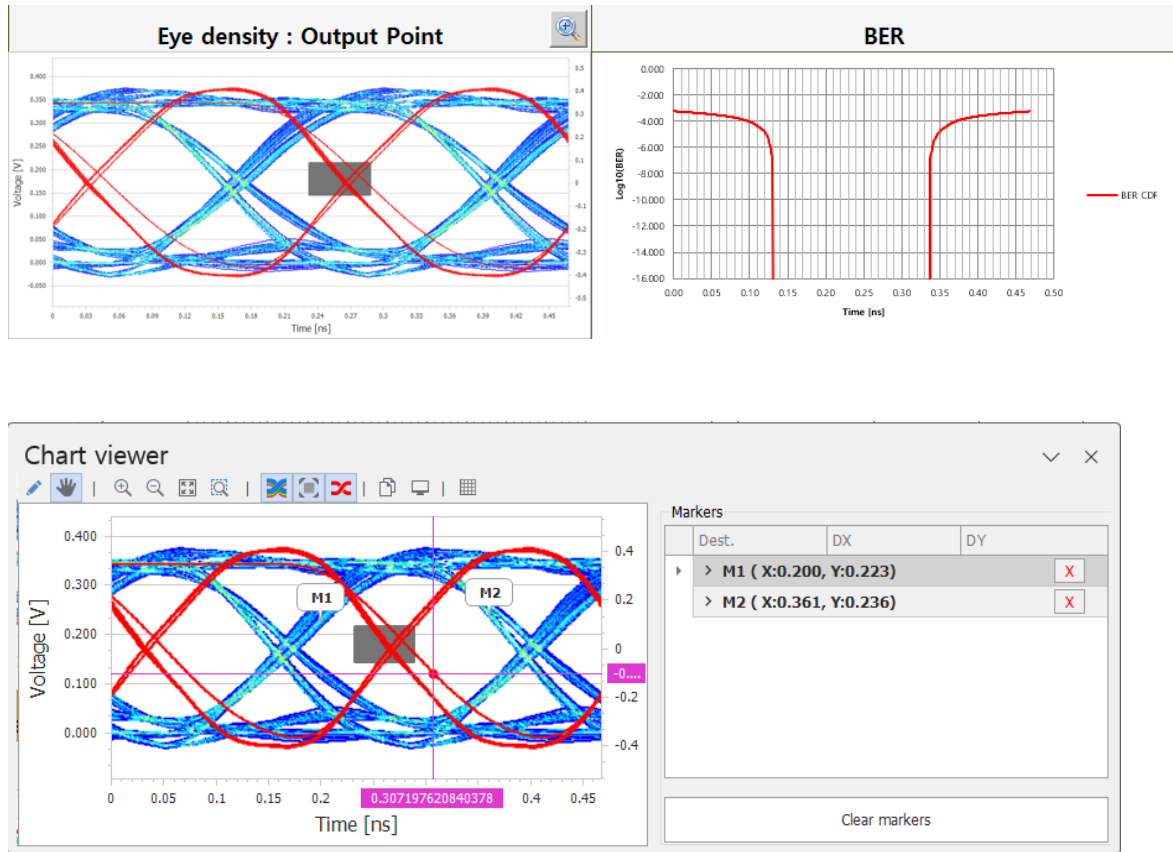 Eye density : Output Point
BER
0.400
0.350
0.300
0.250
0.200
0.150
0.100
0.050
0.000
-0.050
Voltage [V]
0.5
0.4
0.3
0.2
0.1
0
-0.1
-0.2
-0.3
-0.4
-0.5
0 0.03 0.06 0.09 0.12 0.15 0.18 0.21 0.24 0.27 0.3 0.33 0.36 0.39 0.42 0.45
Time [ns]
0.000
-2.000
-4.000
-6.000
-8.000
-10.000
-12.000
-14.000
-16.000
Log10(BER)
0.00 0.05 0.10 0.15 0.20 0.25 0.30 0.35 0.40 0.45 0.50
Time [ns]
BER CDF
Chart viewer
0.400
0.300
0.200
0.100
0.000
Voltage [V]
M1
M2
0.4
0.2
0
-0....
-0.2
-0.4
0 0.05 0.1 0.15 0.2 0.307197620840378 0.4 0.45
Time [ns]
Markers
Dest. DX DY
M1 ( X:0.200, Y:0.223) X
M2 ( X:0.361, Y:0.236) X
Clear markers